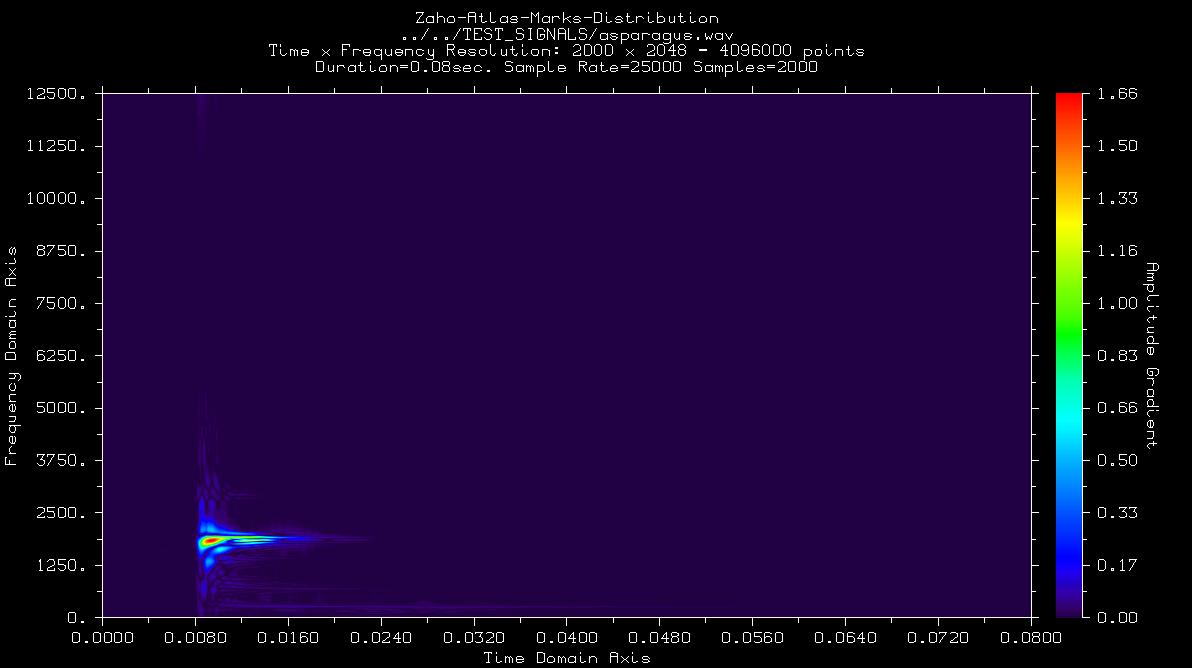 Zaho-Atlas-Marks-Distribution
../../TEST_SIGNALS/asparagus.wav
Time x Frequency Resolution: 2000 x 2048 - 4096000 points
Duration=0.08sec. Sample Rate=25000 Samples=2000
12500.
11250.
10000.
8750.
7500.
6250.
5000.
3750.
2500.
1250.
0.
Frequency Domain Axis
0.0000 0.0080 0.0160 0.0240 0.0320 0.0400 0.0480 0.0560 0.0640 0.0720 0.0800
Time Domain Axis
1.66
1.50
1.33
1.16
1.00
0.83
0.66
0.50
0.33
0.17
0.00
Amplitude Gradient